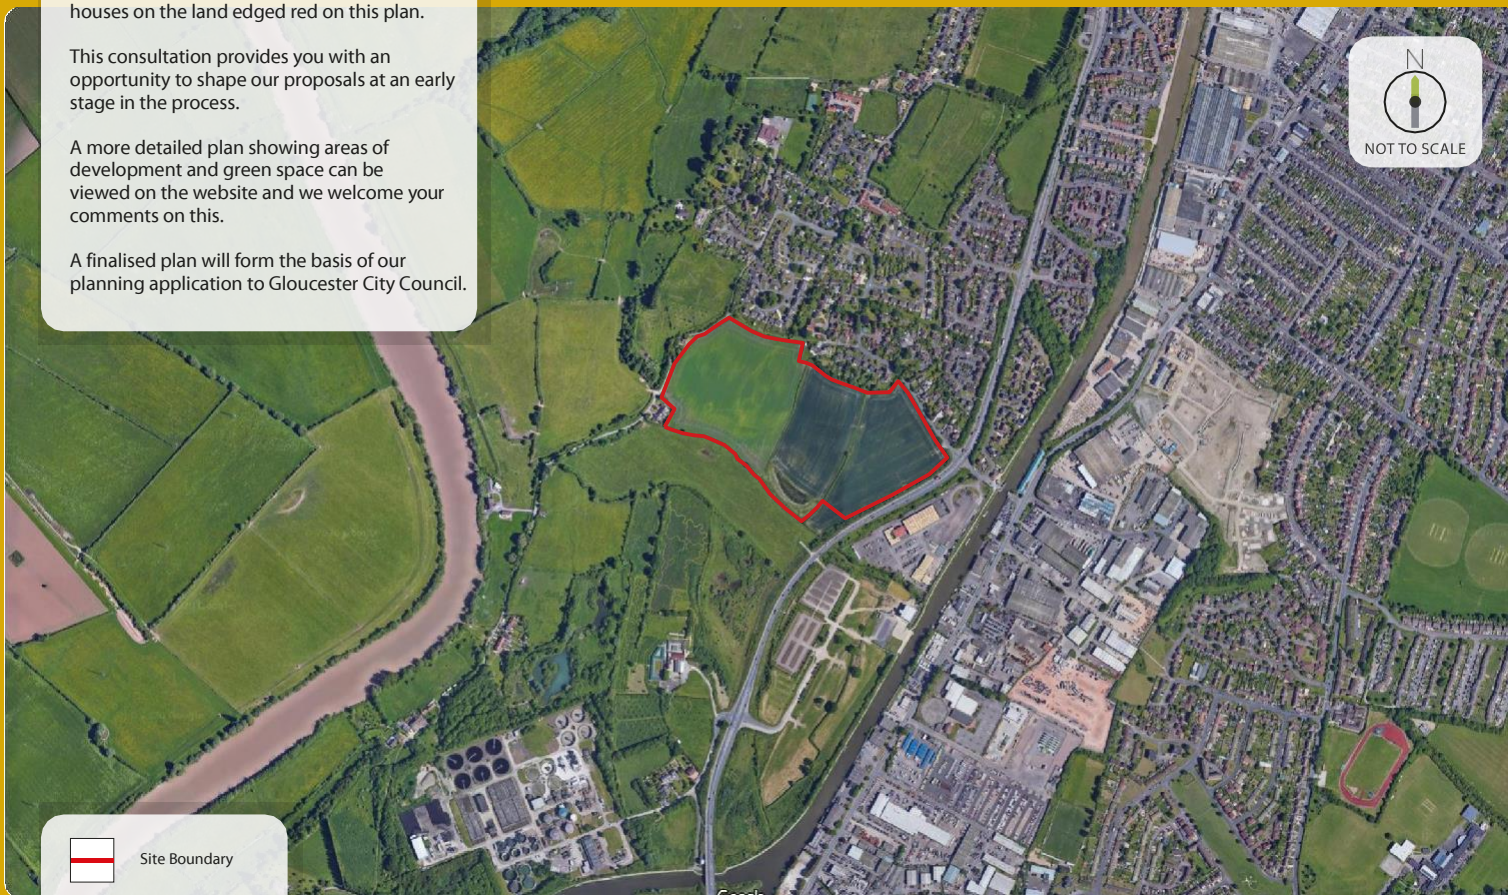 houses on the land edged red on this plan.
This consultation provides you with an
opportunity to shape our proposals at an early
stage in the process.
A more detailed plan showing areas of
development and green space can be
viewed on the website and we welcome your
comments on this.
A finalised plan will form the basis of our
planning application to Gloucester City Council.
N
NOT TO SCALE
Site Boundary
Google